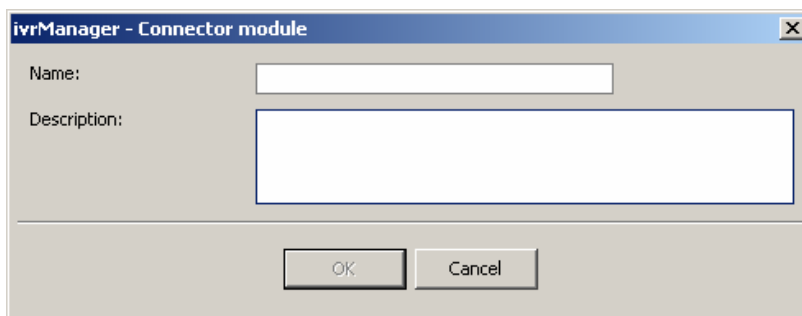 ivrManager - Connector module
Name:
Description:
OK
Cancel